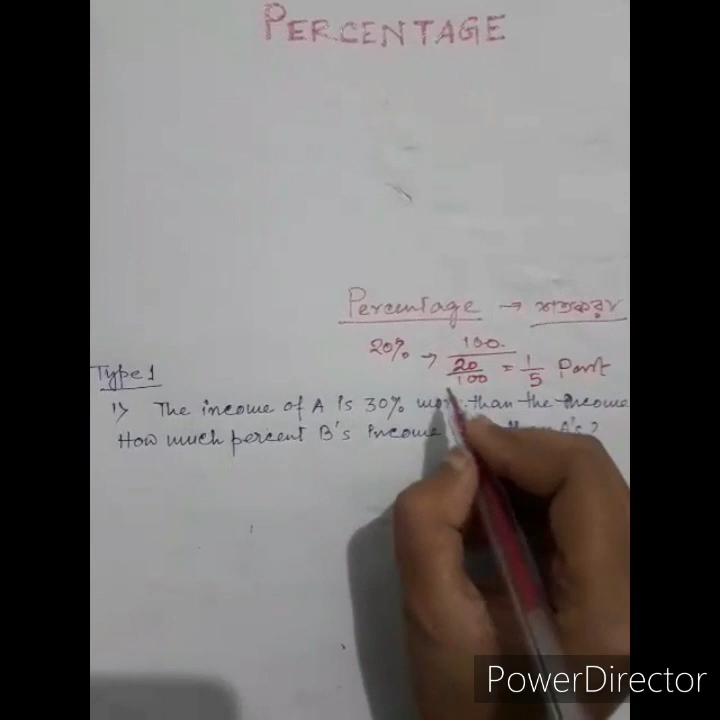 PERCENTAGE
Percentage → শতকরা
20% → 100
20/100 = 1/5 Part
Type 1
1) The income of A is 30% more than the income
How much percent B's income than A's?
PowerDirector